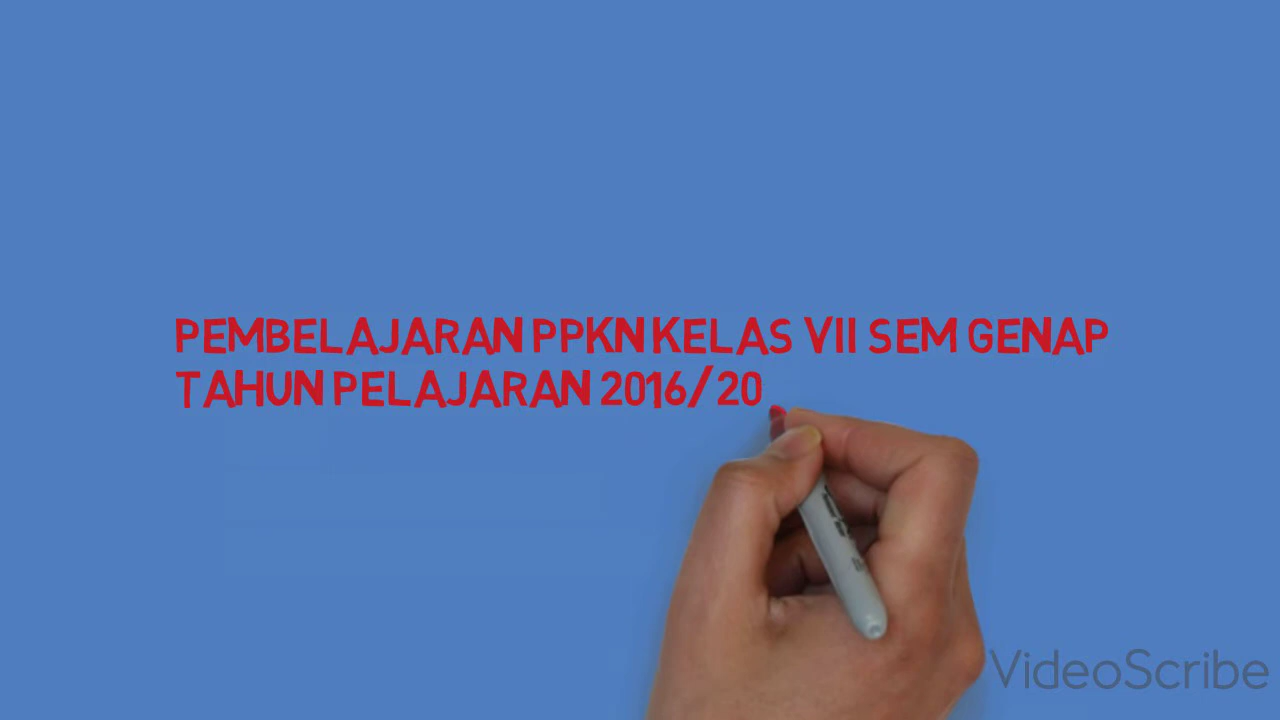 PEMBELAJARAN PPKN KELAS VII SEM GENAP
TAHUN PELAJARAN 2016/20
VideoScribe